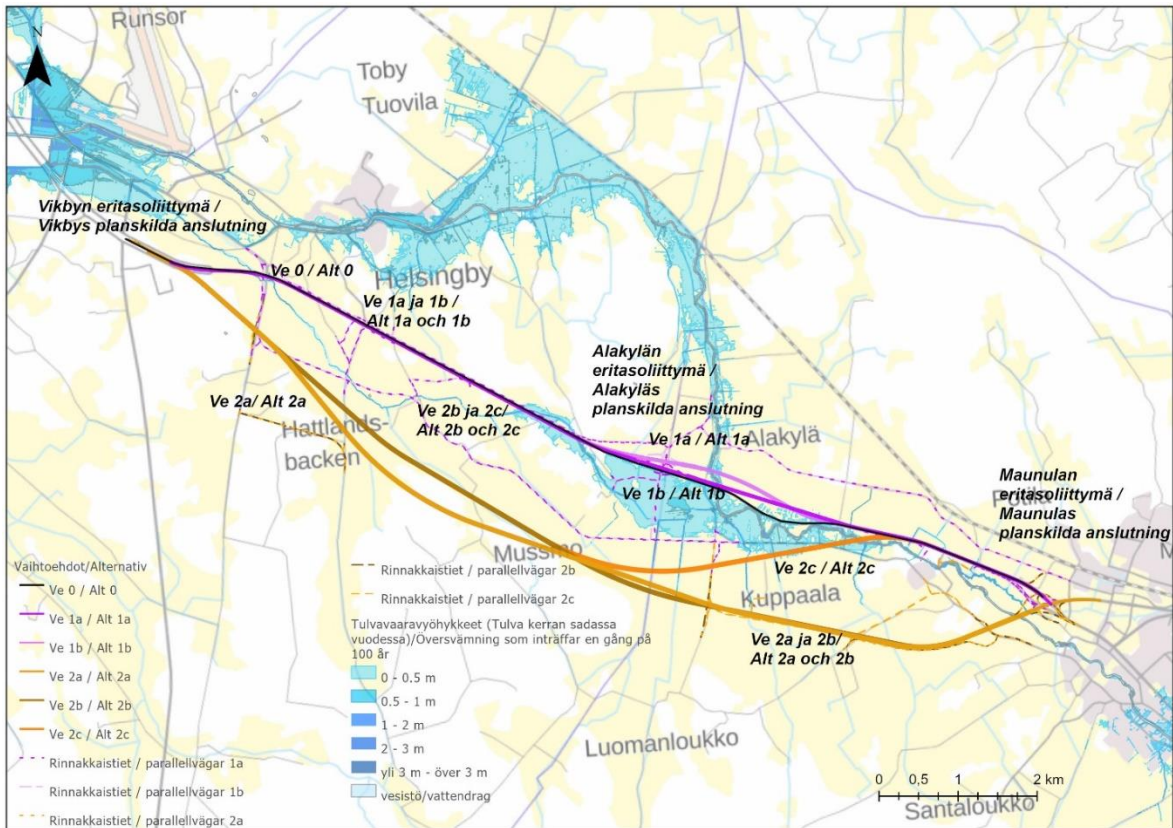 Runsor
N
Toby
Tuovila
Vikbyn eritasoliittymä /
Vikbys planskilda anslutning
Ve 0 / Alt 0
Helsingby
Ve 1a ja 1b /
Alt 1a och 1b
Alakylän
eritasoliittymä /
Alakyläs
planskilda anslutning
Ve 2a/ Alt 2a
Hattlands-
backen
Ve 2b ja 2c/
Alt 2b och 2c
Ve 1a / Alt 1a
Alakylä
Ve 1b / Alt 1b
Maunulan
eritasoliittymä /
Maunulas
planskilda anslutning
Mussmo
Ve 2c / Alt 2c
Kuppaala
Ve 2a ja 2b/
Alt 2a och 2b
Luomanloukko
Santaloukko
Vaihtoehdot/Alternativ
Ve 0 / Alt 0
Ve 1a / Alt 1a
Ve 1b / Alt 1b
Ve 2a / Alt 2a
Ve 2b / Alt 2b
Ve 2c / Alt 2c
Rinnakkaistiet / parallellvägar 1a
Rinnakkaistiet / parallellvägar 1b
Rinnakkaistiet / parallellvägar 2a
Rinnakkaistiet / parallellvägar 2b
Rinnakkaistiet / parallellvägar 2c
Tulvavaaravyöhykkeet (Tulva kerran sadassa
vuodessa)/Översvämning som inträffar en gång på
100 år
0 - 0.5 m
0.5 - 1 m
1 - 2 m
2 - 3 m
yli 3 m - över 3 m
vesistö/vattendrag
0 0,5 1 2 km